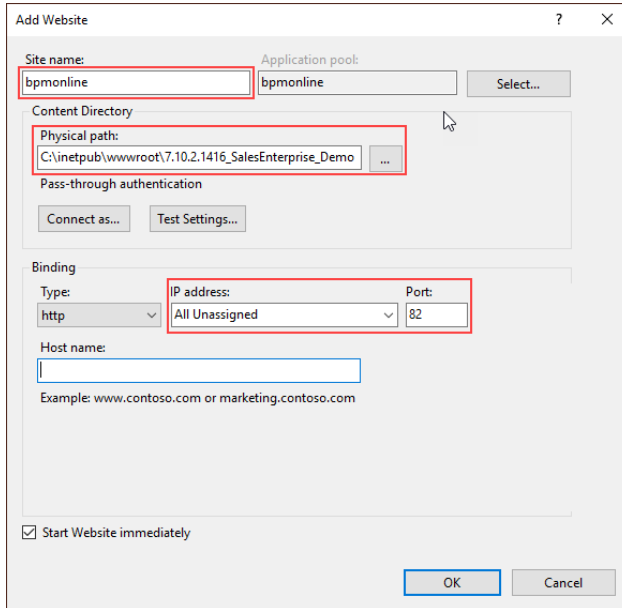 Add Website
? ×
Site name:
Application pool:
bpmonline
bpmonline
Select...
Content Directory
Physical path:
C:\inetpub\wwwroot\7.10.2.1416_SalesEnterprise_Demo
...
Pass-through authentication
Connect as...
Test Settings...
Binding
Type:
IP address:
Port:
http
All Unassigned
82
Host name:
Example: www.contoso.com or marketing.contoso.com
Start Website immediately
OK
Cancel